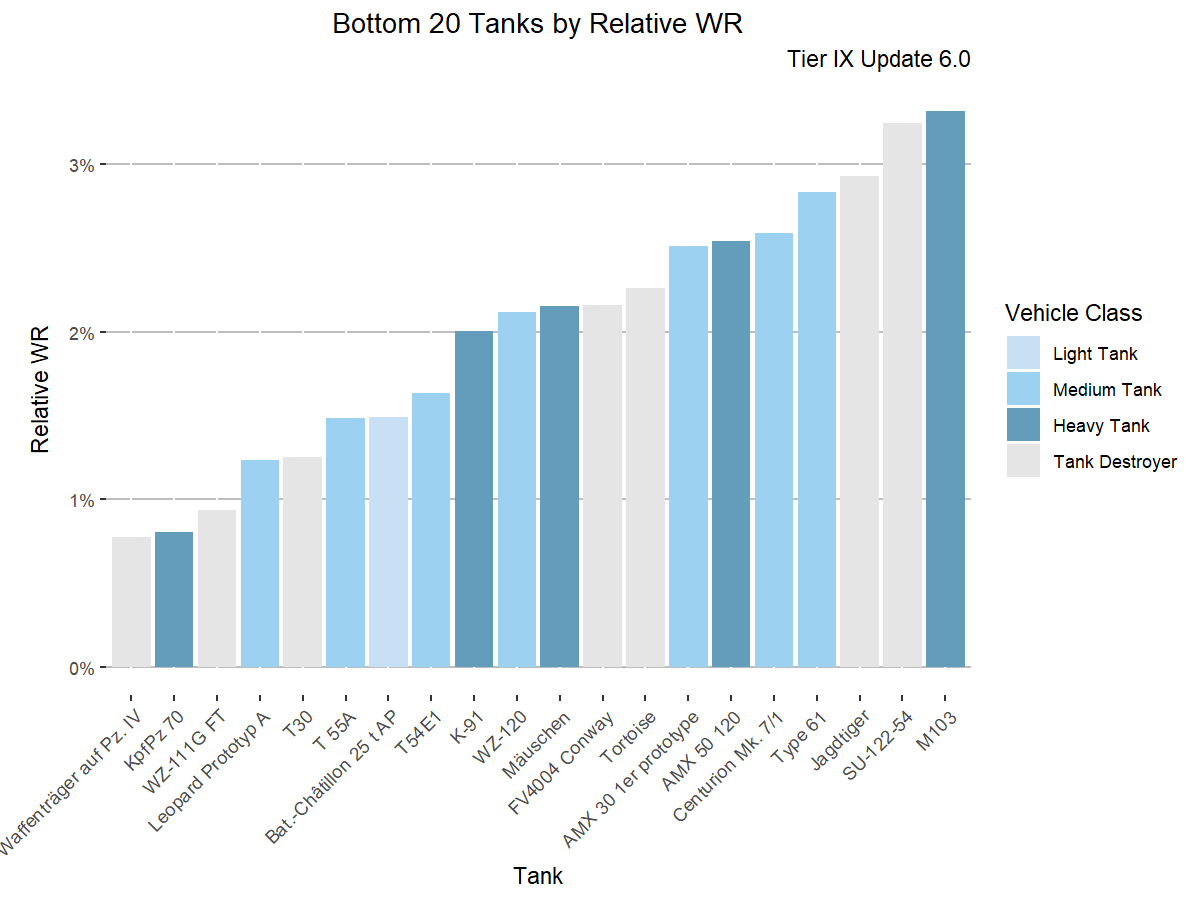 Bottom 20 Tanks by Relative WR
Tier IX Update 6.0
Relative WR
3%
2%
1%
0%
Waffenträger auf Pz. IV
KpfPz 70
WZ-111G FT
Leopard Prototyp A
T30
T 55A
Bat.-Châtillon 25 t AP
T54E1
K-91
WZ-120
Mäuschen
FV4004 Conway
Tortoise
AMX 30 1er prototype
AMX 50 120
Centurion Mk. 7/1
Type 61
Jagdtiger
SU-122-54
M103
Tank
Vehicle Class
Light Tank
Medium Tank
Heavy Tank
Tank Destroyer